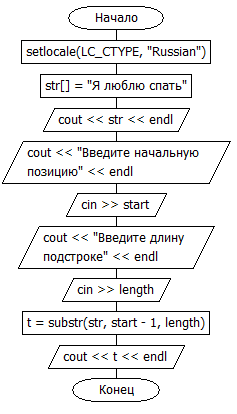 Начало
setlocale(LC_CTYPE, "Russian")
str[] = "Я люблю спать"
cout << str << endl
cout << "Введите начальную
позицию" << endl
cin >> start
cout << "Введите длину
подстроке" << endl
cin >> length
t = substr(str, start - 1, length)
cout << t << endl
Конец